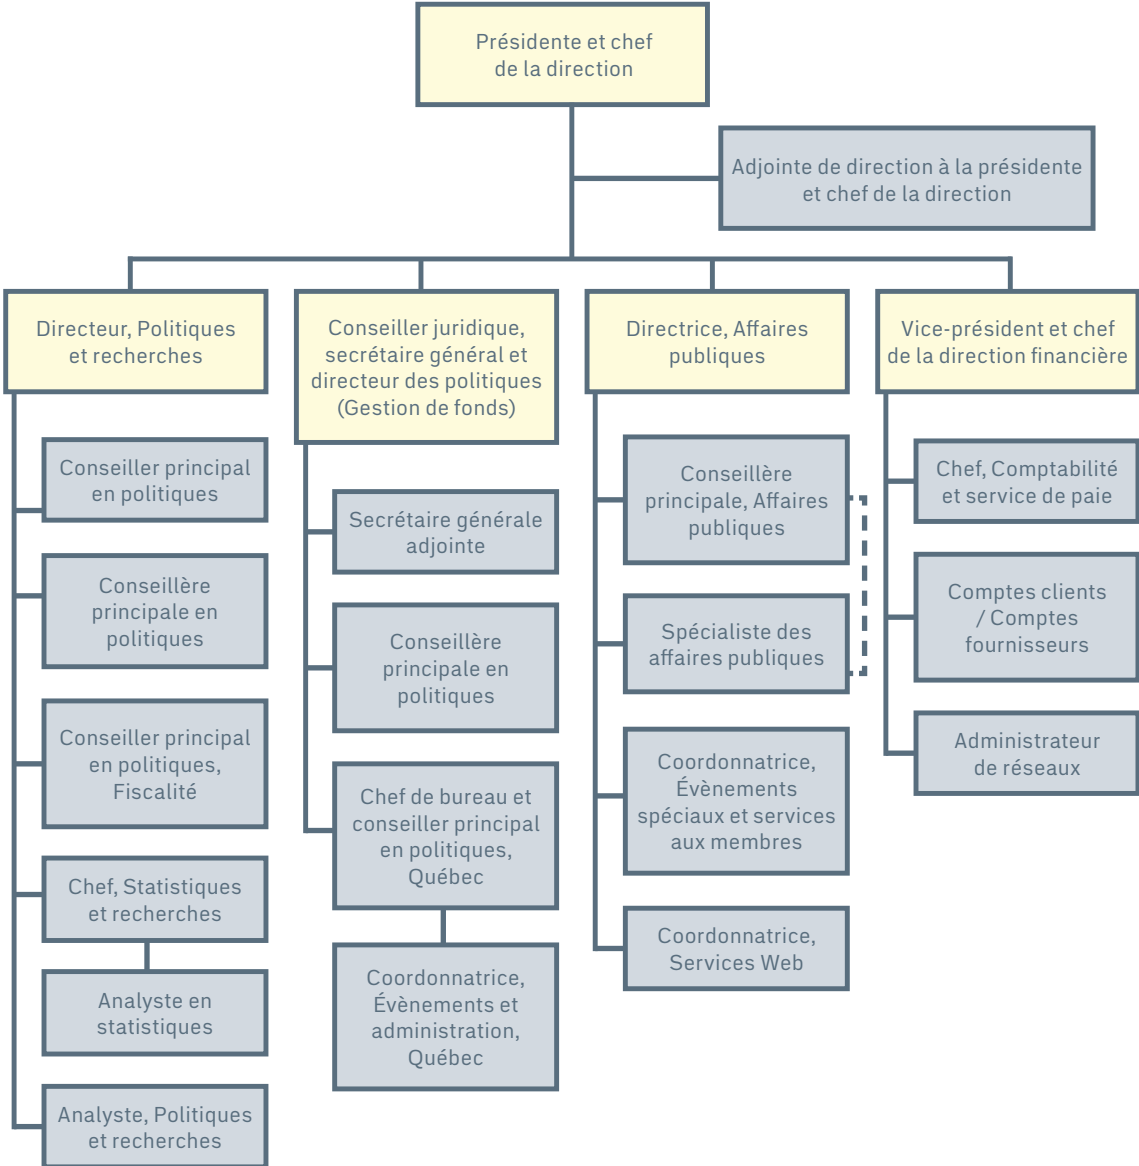 Présidente et chef
de la direction
Adjointe de direction à la présidente
et chef de la direction
Directeur, Politiques
et recherches
Conseiller principal
en politiques
Conseillère
principale en
politiques
Conseiller principal
en politiques,
Fiscalité
Chef, Statistiques
et recherches
Analyste en
statistiques
Analyste, Politiques
et recherches
Conseiller juridique,
secrétaire général et
directeur des politiques
(Gestion de fonds)
Secrétaire générale
adjointe
Conseillère
principale en
politiques
Chef de bureau et
conseiller principal
en politiques,
Québec
Coordonnatrice,
Évènements et
administration,
Québec
Directrice, Affaires
publiques
Conseillère
principale, Affaires
publiques
Spécialiste des
affaires publiques
Coordonnatrice,
Évènements
spéciaux et services
aux membres
Coordonnatrice,
Services Web
Vice-président et chef
de la direction financière
Chef, Comptabilité
et service de paie
Comptes clients
/ Comptes
fournisseurs
Administrateur
de réseaux